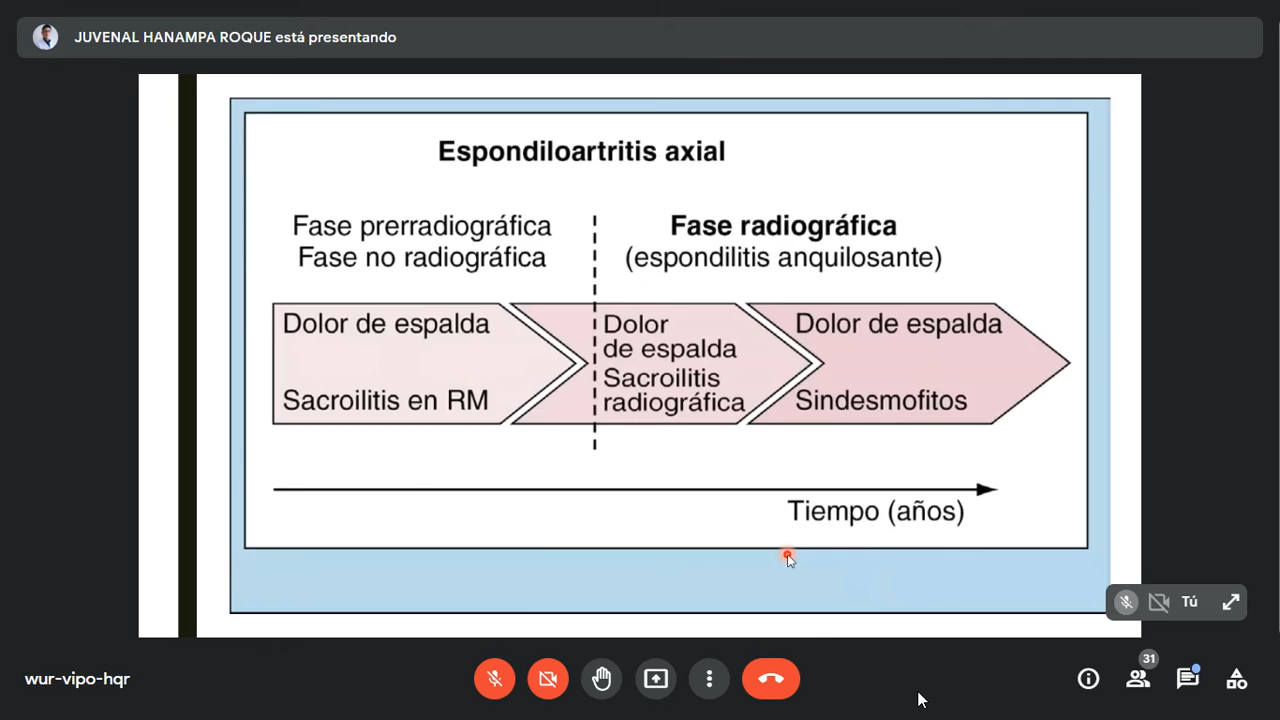 JUVENAL HANAMPA ROQUE está presentando
Espondiloartritis axial
Fase prerradiográfica
Fase no radiográfica
Fase radiográfica
(espondilitis anquilosante)
Dolor de espalda
Sacroilitis en RM
Dolor
de espalda
Sacroilitis
radiográfica
Dolor de espalda
Sindesmofitos
Tiempo (años)
Tú
wur-vipo-hqr
31